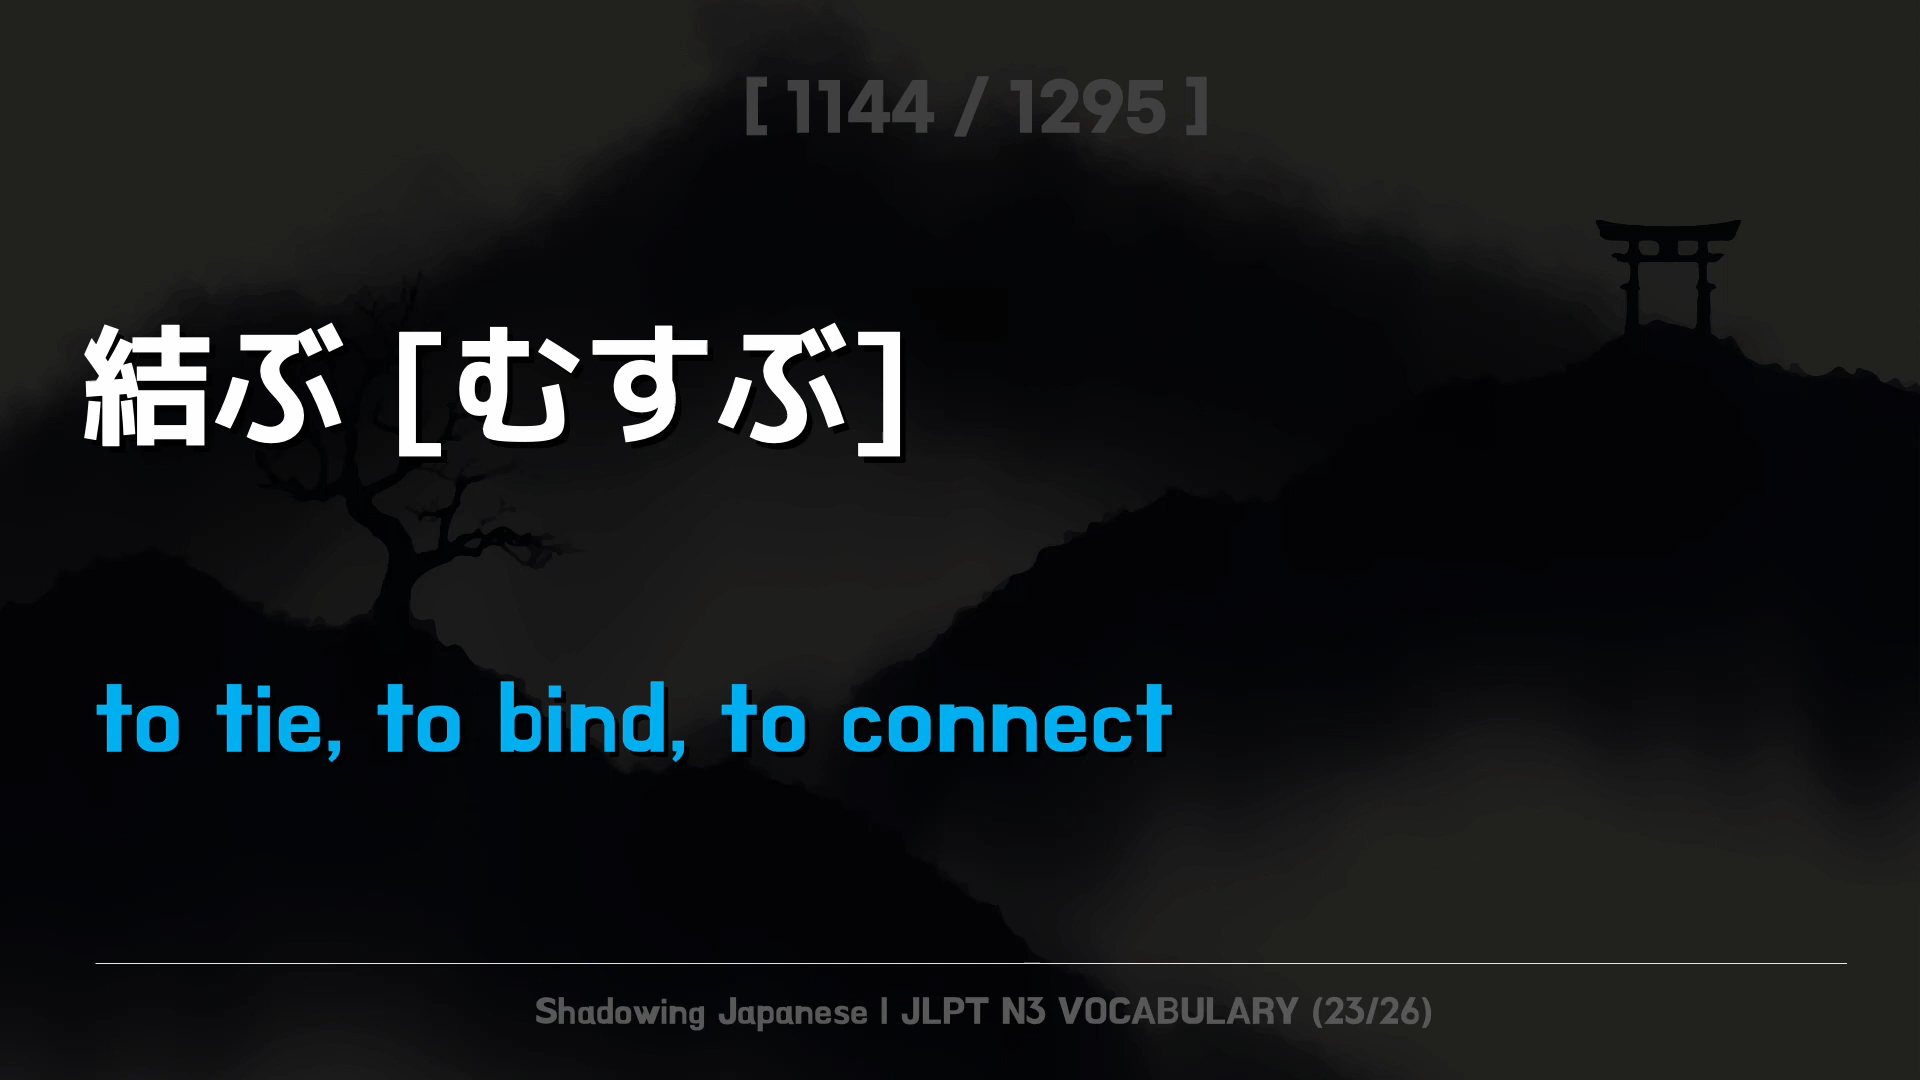 [ 1144 / 1295 ]
結ぶ [むすぶ]
to tie, to bind, to connect
Shadowing Japanese | JLPT N3 VOCABULARY (23/26)